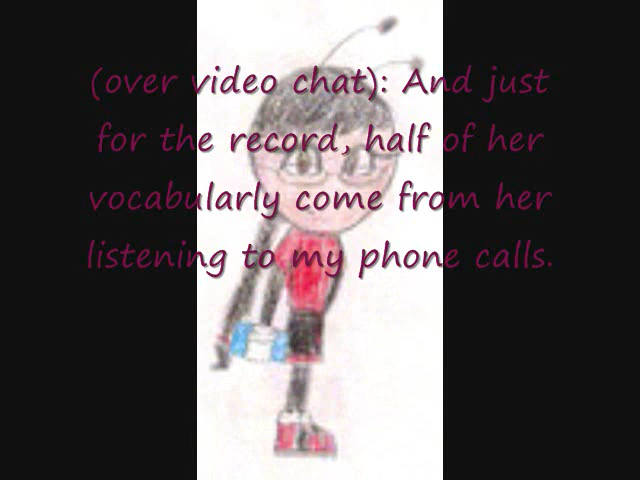 (over video chat): And just
for the record, half of her
vocabularly come from her
listening to my phone calls.